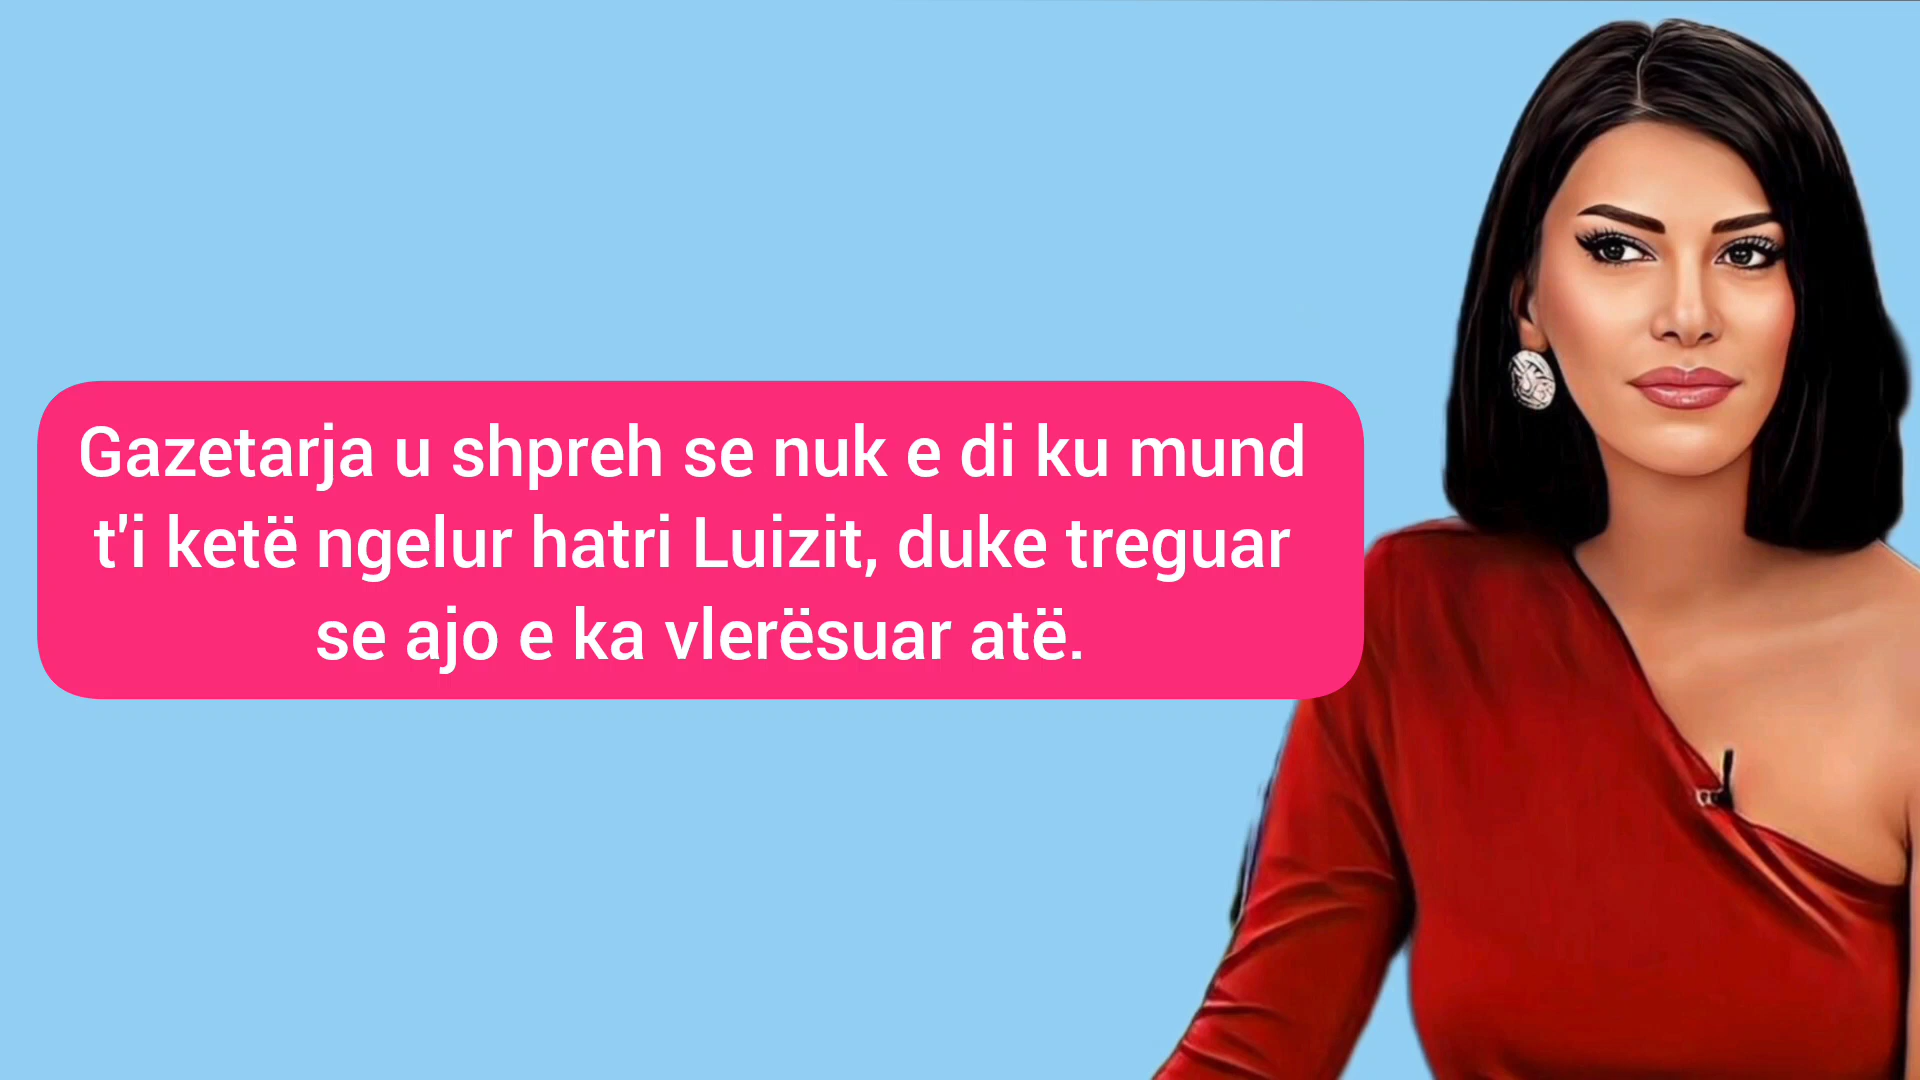 Gazetarja u shpreh se nuk e di ku mund
t'i ketë ngelur hatri Luizit, duke treguar
se ajo e ka vlerësuar atë.